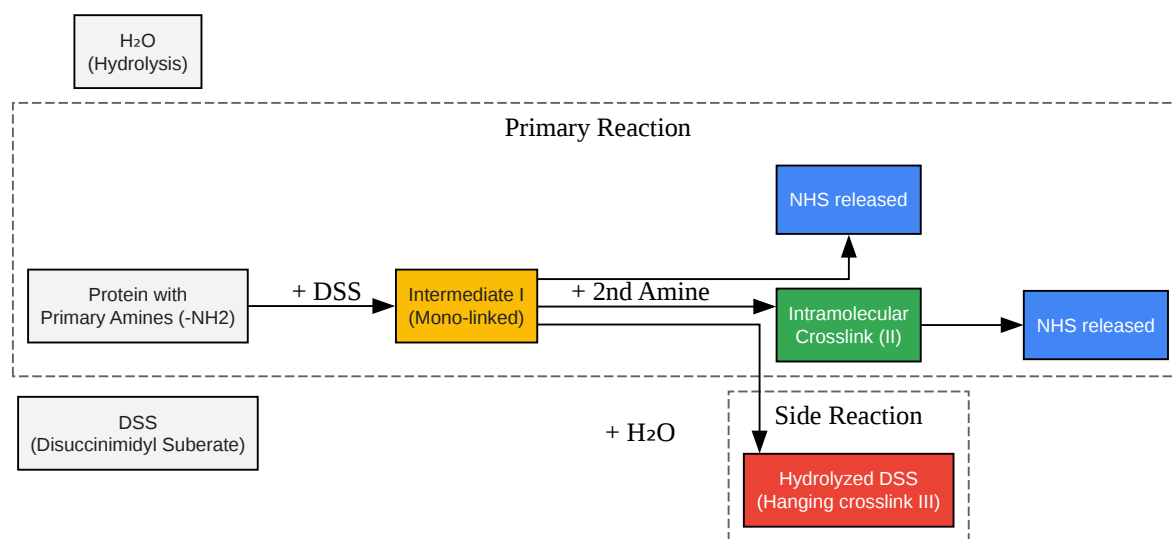 H₂O
(Hydrolysis)
Primary Reaction
NHS released
Protein with
Primary Amines (-NH2)
+ DSS
Intermediate I
(Mono-linked)
+ 2nd Amine
Intramolecular
Crosslink (II)
NHS released
DSS
(Disuccinimidyl Suberate)
+ H₂O
Side Reaction
Hydrolyzed DSS
(Hanging crosslink III)